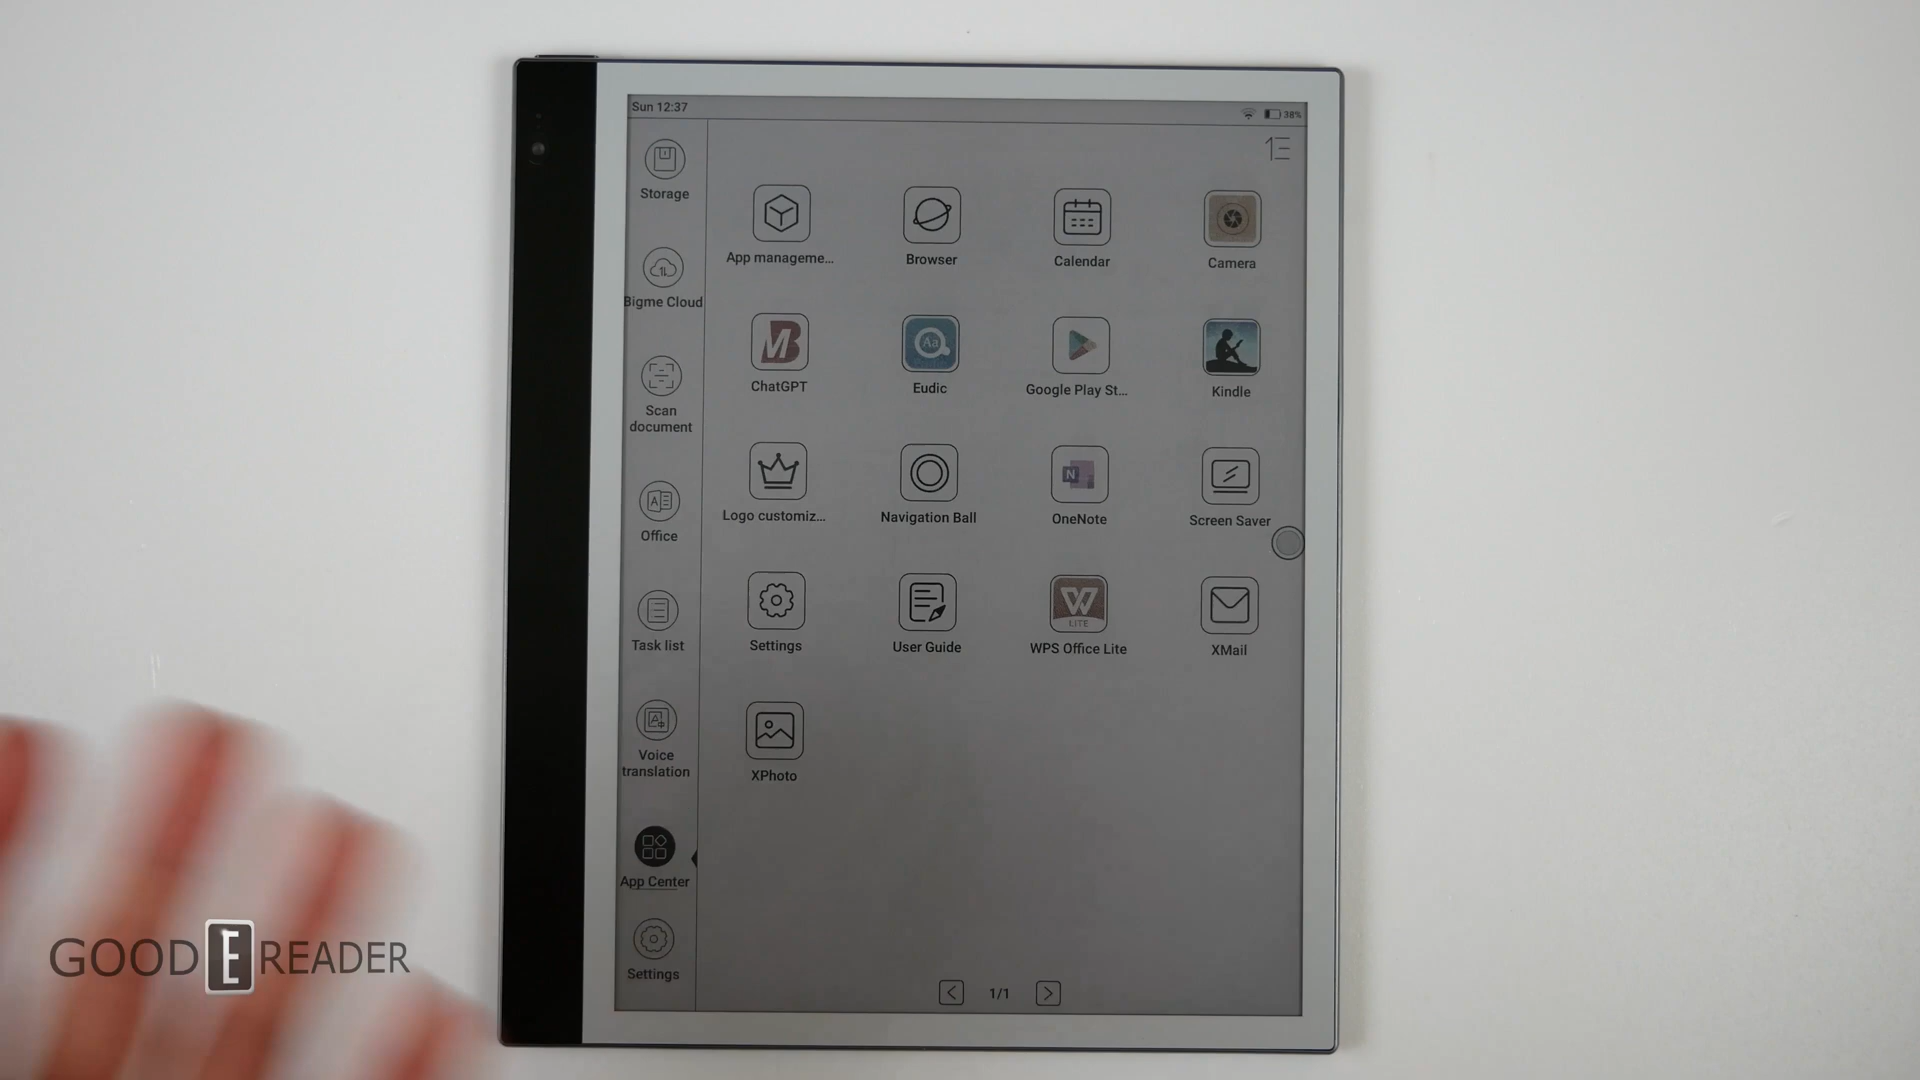 Sun 12:37
38%
Storage
Bigme Cloud
Scan
document
Office
Task list
Voice
translation
App Center
Settings
App manageme...
Browser
Calendar
Camera
ChatGPT
Aa
Eudic
Google Play St...
Kindle
Logo customiz...
Navigation Ball
N
OneNote
Screen Saver
Settings
User Guide
W
LITE
WPS Office Lite
XMail
XPhoto
< 1/1 >
GOOD E READER